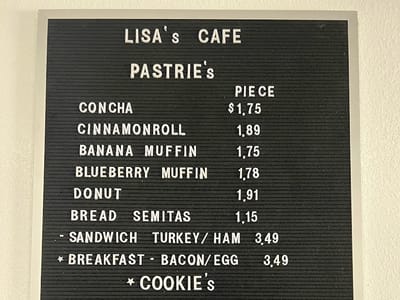 LISA's CAFE
PASTRIE's
PIECE
CONCHA $1.75
CINNAMONROLL 1.89
BANANA MUFFIN 1.75
BLUEBERRY MUFFIN 1.78
DONUT 1.91
BREAD SEMITAS 1.15
- SANDWICH TURKEY/ HAM 3.49
* BREAKFAST - BACON/EGG 3.49
* COOKIE's